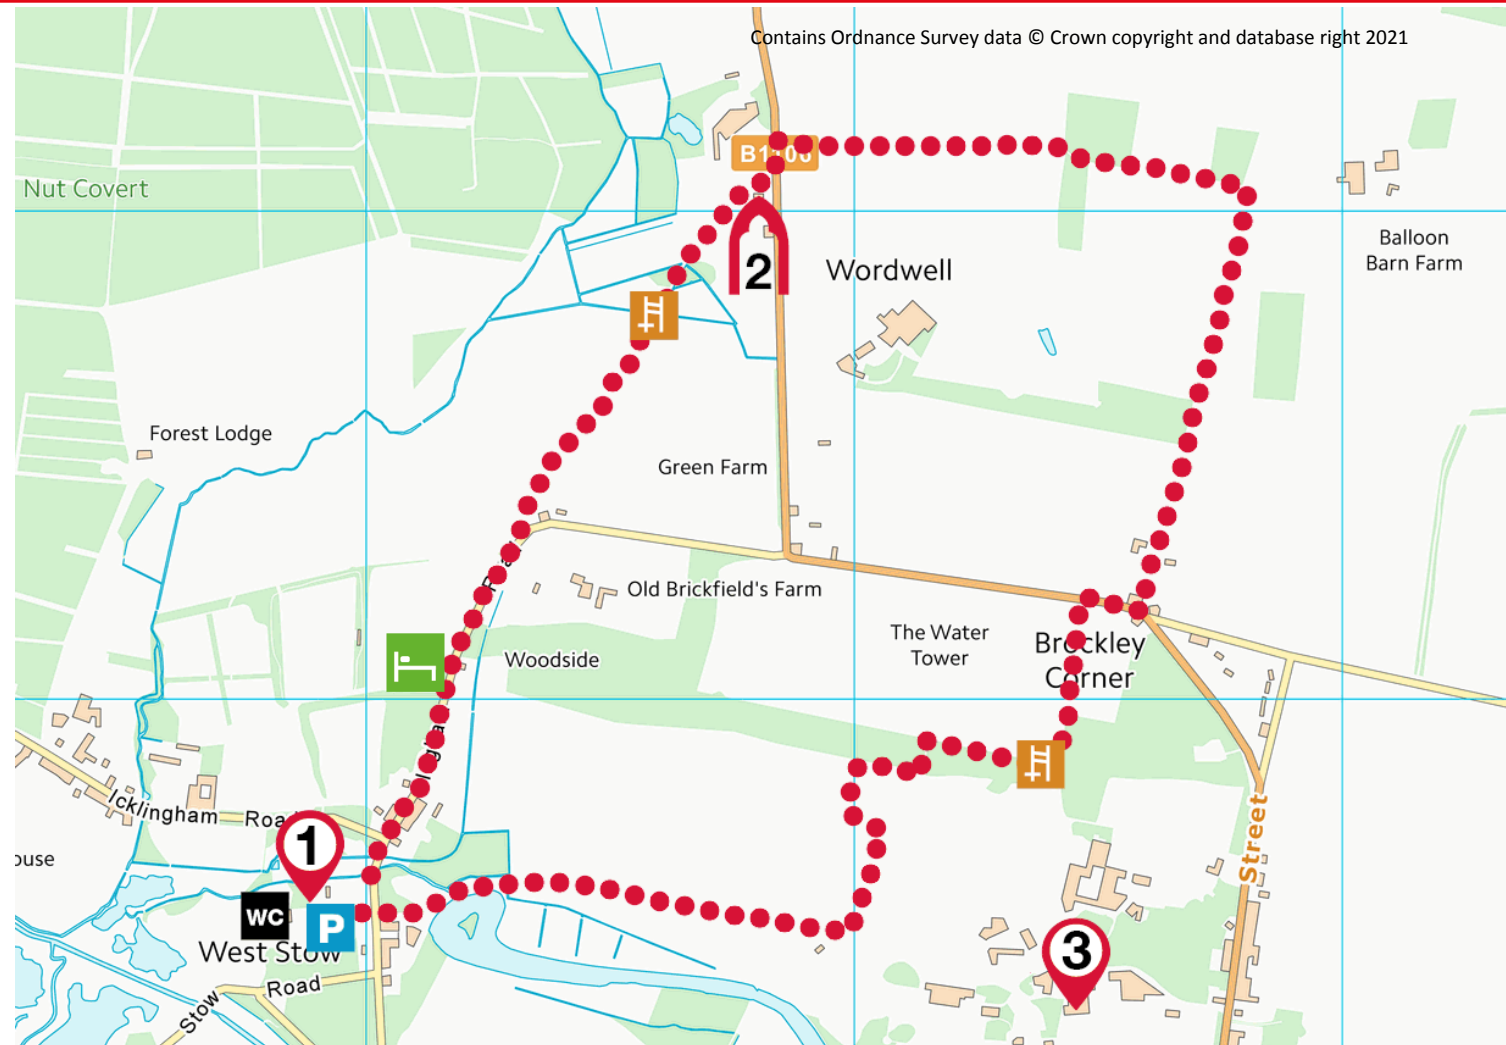 Contains Ordnance Survey data © Crown copyright and database right 2021
Nut Covert
2
Wordwell
Balloon
Barn Farm
Forest Lodge
Green Farm
Old Brickfield's Farm
The Water
Tower
Brockley
Corner
Woodside
Icklingham Road
1
Street
WC
P
West Stow
3
Road
Stow